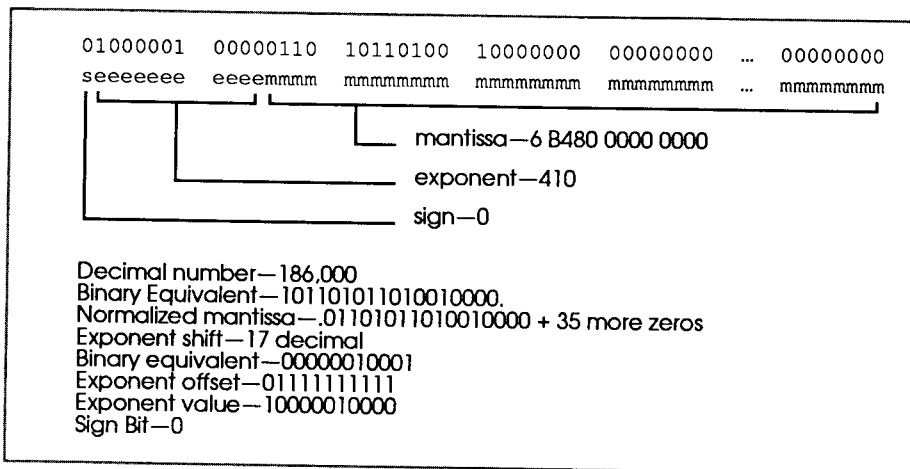 01000001 00000110 10110100 10000000 00000000 ... 00000000
seeeeeee eeeemmmm mmmmmmmm mmmmmmmm mmmmmmmm ... mmmmmmmm
mantissa—6 B480 0000 0000
exponent—410
sign—0
Decimal number—186,000
Binary Equivalent—101101011010010000.
Normalized mantissa—.01101011010010000 + 35 more zeros
Exponent shift—17 decimal
Binary equivalent—00000010001
Exponent offset—01111111111
Exponent value—10000010000
Sign Bit—0